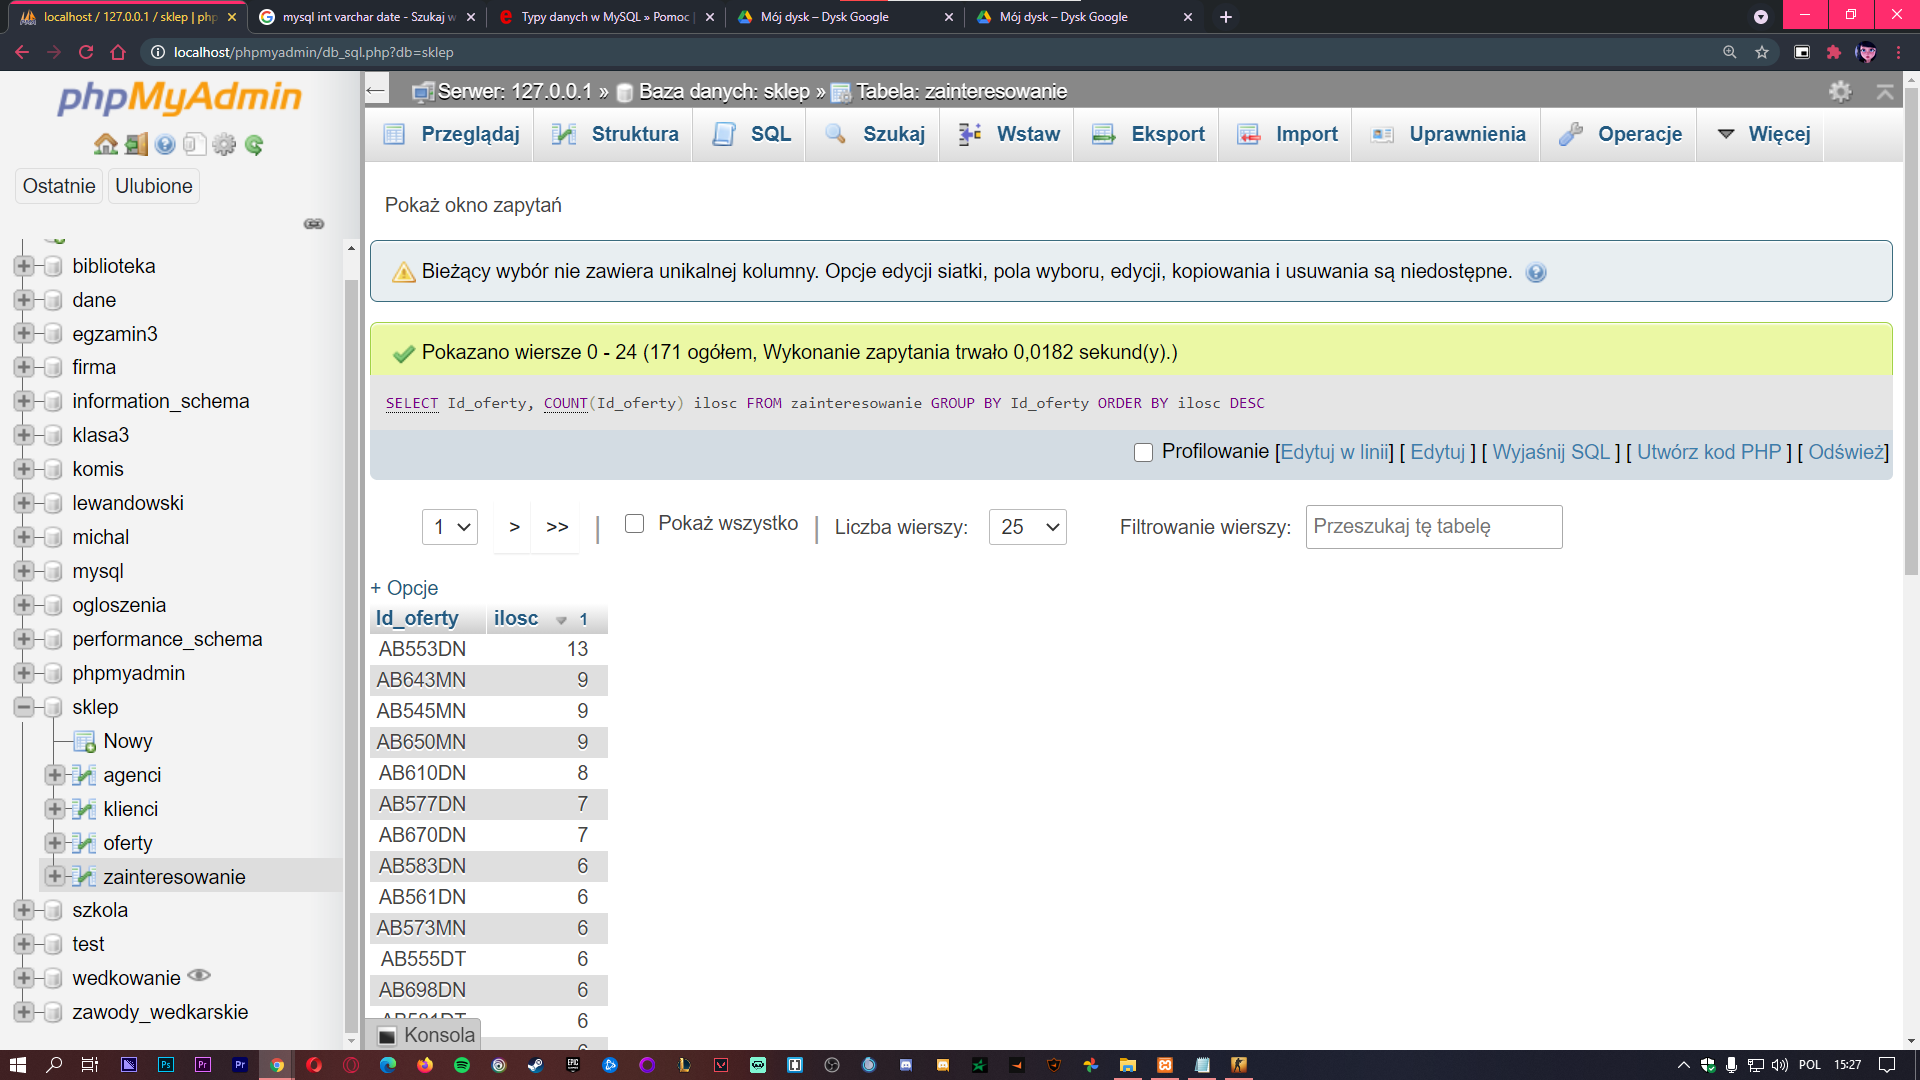 localhost / 127.0.0.1 / sklep | php
mysql int varchar date - Szukaj w
Typy danych w MySQL » Pomoc |
Mój dysk – Dysk Google
Mój dysk – Dysk Google
localhost/phpmyadmin/db_sql.php?db=sklep
phpMyAdmin
Ostatnie
Ulubione
biblioteka
dane
egzamin3
firma
information_schema
klasa3
komis
lewandowski
michal
mysql
ogloszenia
performance_schema
phpmyadmin
sklep
Nowy
agenci
klienci
oferty
zainteresowanie
szkola
test
wedkowanie
zawody_wedkarskie
Serwer: 127.0.0.1 » Baza danych: sklep » Tabela: zainteresowanie
Przeglądaj
Struktura
SQL
Szukaj
Wstaw
Eksport
Import
Uprawnienia
Operacje
Więcej
Pokaż okno zapytań
Bieżący wybór nie zawiera unikalnej kolumny. Opcje edycji siatki, pola wyboru, edycji, kopiowania i usuwania są niedostępne.
Pokazano wiersze 0 - 24 (171 ogółem, Wykonanie zapytania trwało 0,0182 sekund(y).)
SELECT Id_oferty, COUNT(Id_oferty) ilosc FROM zainteresowanie GROUP BY Id_oferty ORDER BY ilosc DESC
Profilowanie [Edytuj w linii] [ Edytuj ] [ Wyjaśnij SQL ] [ Utwórz kod PHP ] [ Odśwież]
1 > >> | Pokaż wszystko | Liczba wierszy: 25 Filtrowanie wierszy: Przeszukaj tę tabelę
+ Opcje
Id_oferty ilosc 1
AB553DN 13
AB643MN 9
AB545MN 9
AB650MN 9
AB610DN 8
AB577DN 7
AB670DN 7
AB583DN 6
AB561DN 6
AB573MN 6
AB555DT 6
AB698DN 6
6
Konsola
POL 15:27